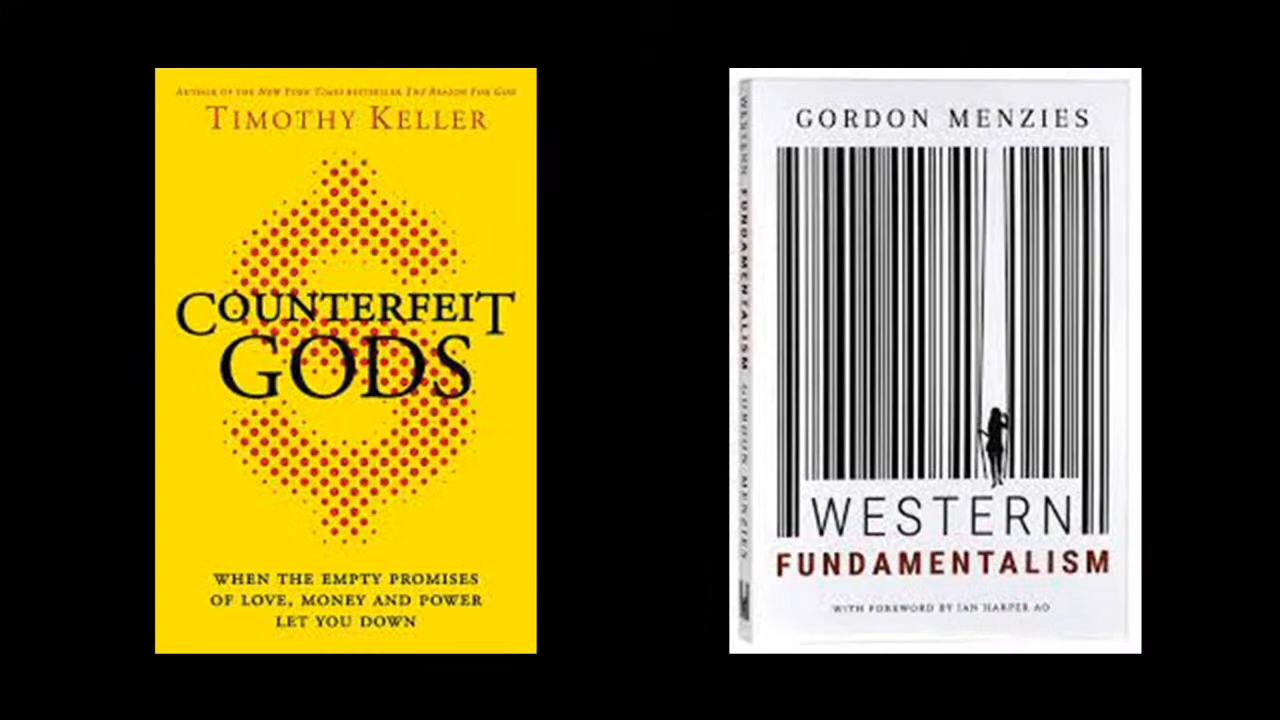 AUTHOR OF THE NEW YORK TIMES BESTSELLER THE REASON FOR GOD
TIMOTHY KELLER
COUNTERFEIT
GODS
WHEN THE EMPTY PROMISES
OF LOVE, MONEY AND POWER
LET YOU DOWN
WESTERN FUNDAMENTALISM GORDON MENZIES
GORDON MENZIES
WESTERN
FUNDAMENTALISM
WITH FOREWORD BY IAN HARPER AO